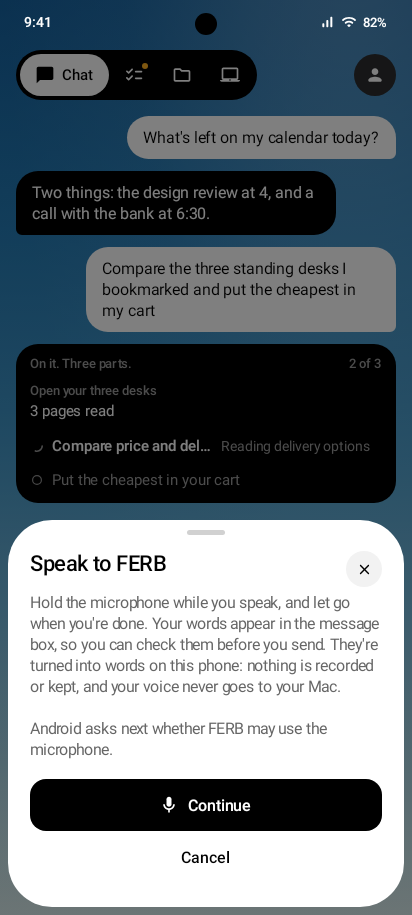 9:41
82%
Chat
What's left on my calendar today?
Two things: the design review at 4, and a
call with the bank at 6:30.
Compare the three standing desks I
bookmarked and put the cheapest in
my cart
On it. Three parts.
2 of 3
Open your three desks
3 pages read
Compare price and del...
Reading delivery options
Put the cheapest in your cart
Speak to FERB
Hold the microphone while you speak, and let go
when you're done. Your words appear in the message
box, so you can check them before you send. They're
turned into words on this phone: nothing is recorded
or kept, and your voice never goes to your Mac.
Android asks next whether FERB may use the
microphone.
Continue
Cancel